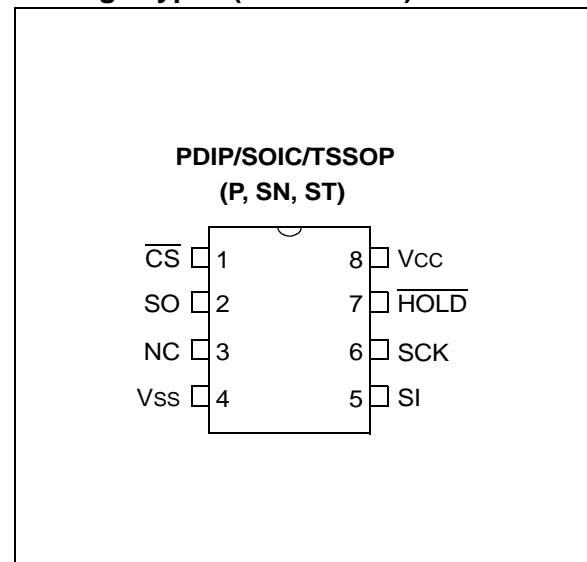 PDIP/SOIC/TSSOP
(P, SN, ST)
CS 1 8 VCC
SO 2 7 HOLD
NC 3 6 SCK
VSS 4 5 SI